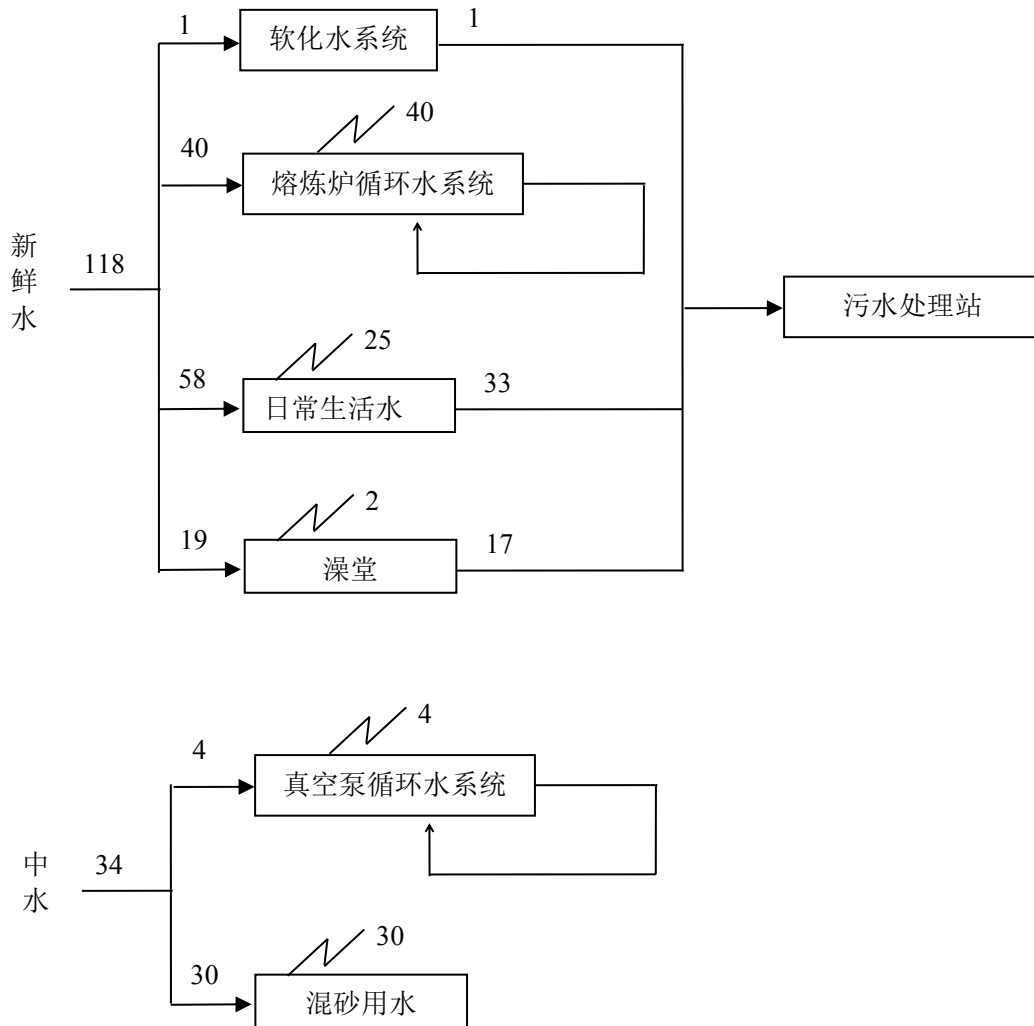 1
软化水系统
1
40
40
熔炼炉循环水系统
新
鲜
水
118
污水处理站
25
58
日常生活水
33
2
19
澡堂
17
4
4
真空泵循环水系统
中
水
34
30
30
混砂用水